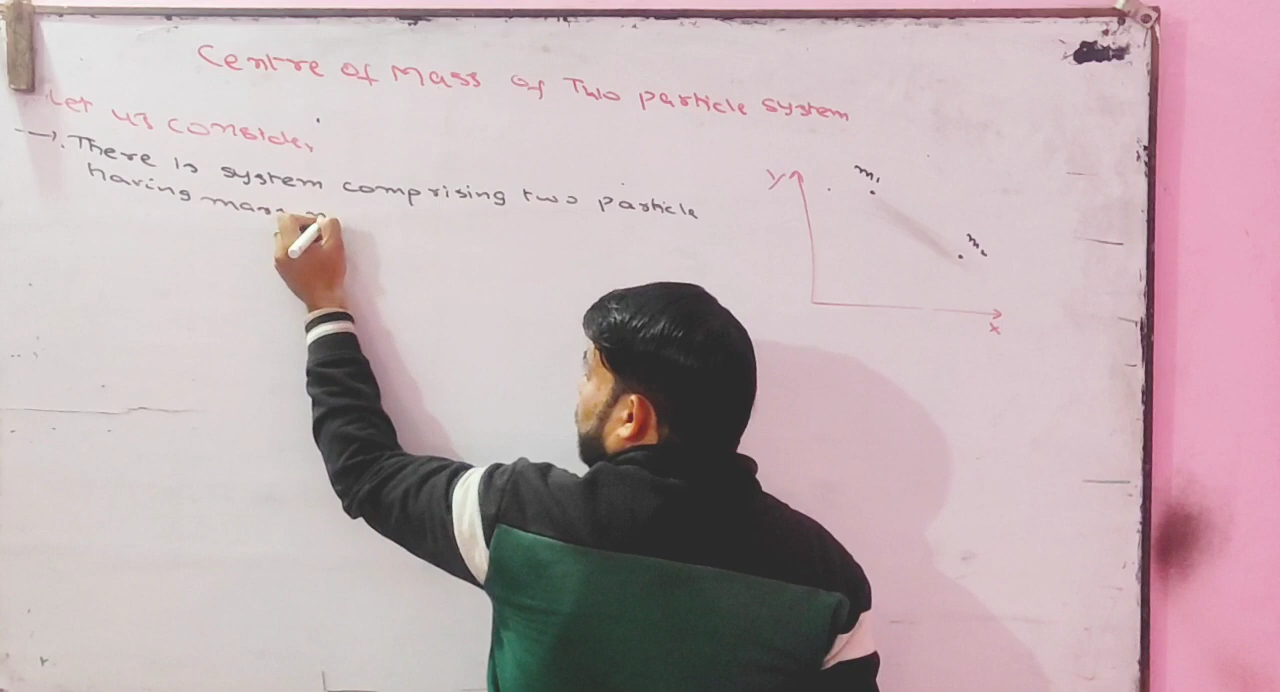 Centre of Mass of Two particle system
Let us consider,
→. There is system comprising two particle
having mass m
y
m₁
m₂
x